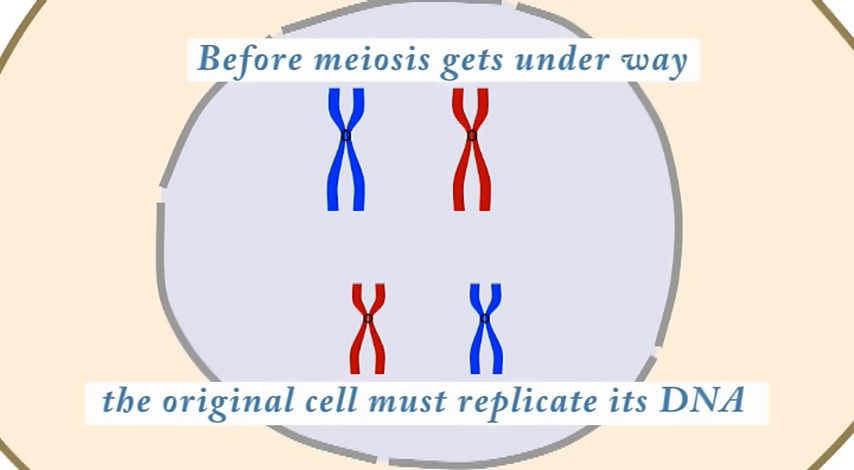 Before meiosis gets under way
the original cell must replicate its DNA